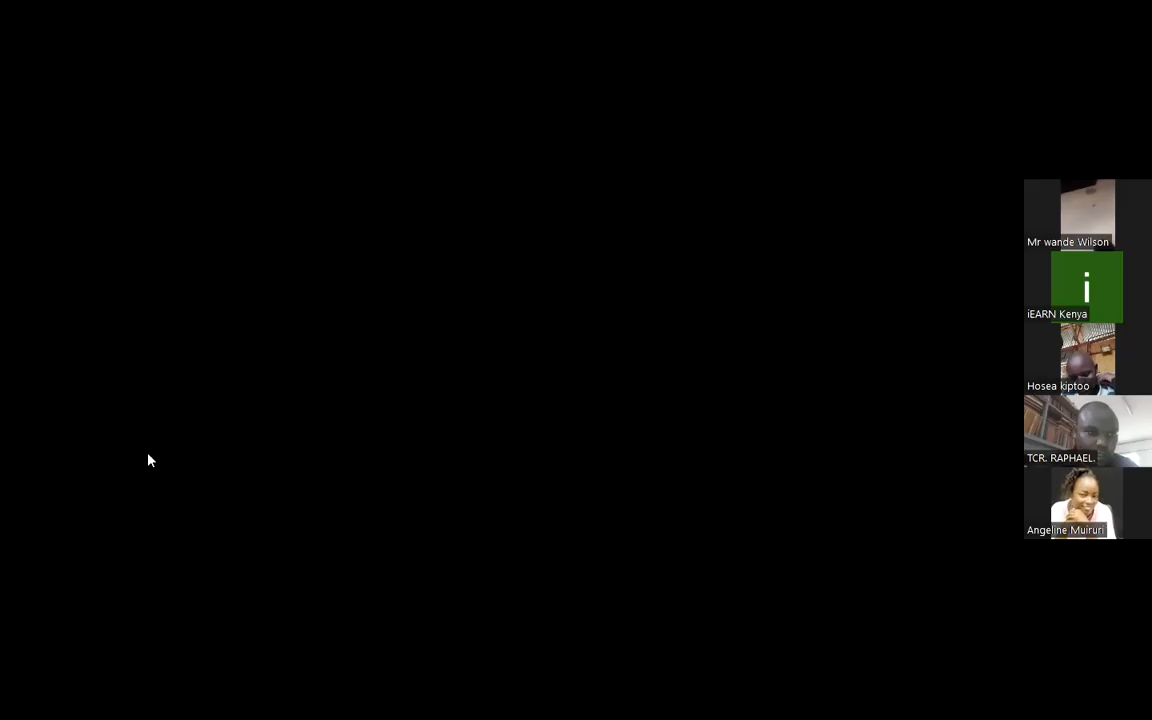 Mr wande Wilson
i
iEARN Kenya
Hosea kiptoo
TCR. RAPHAEL.
Angeline Muiruri